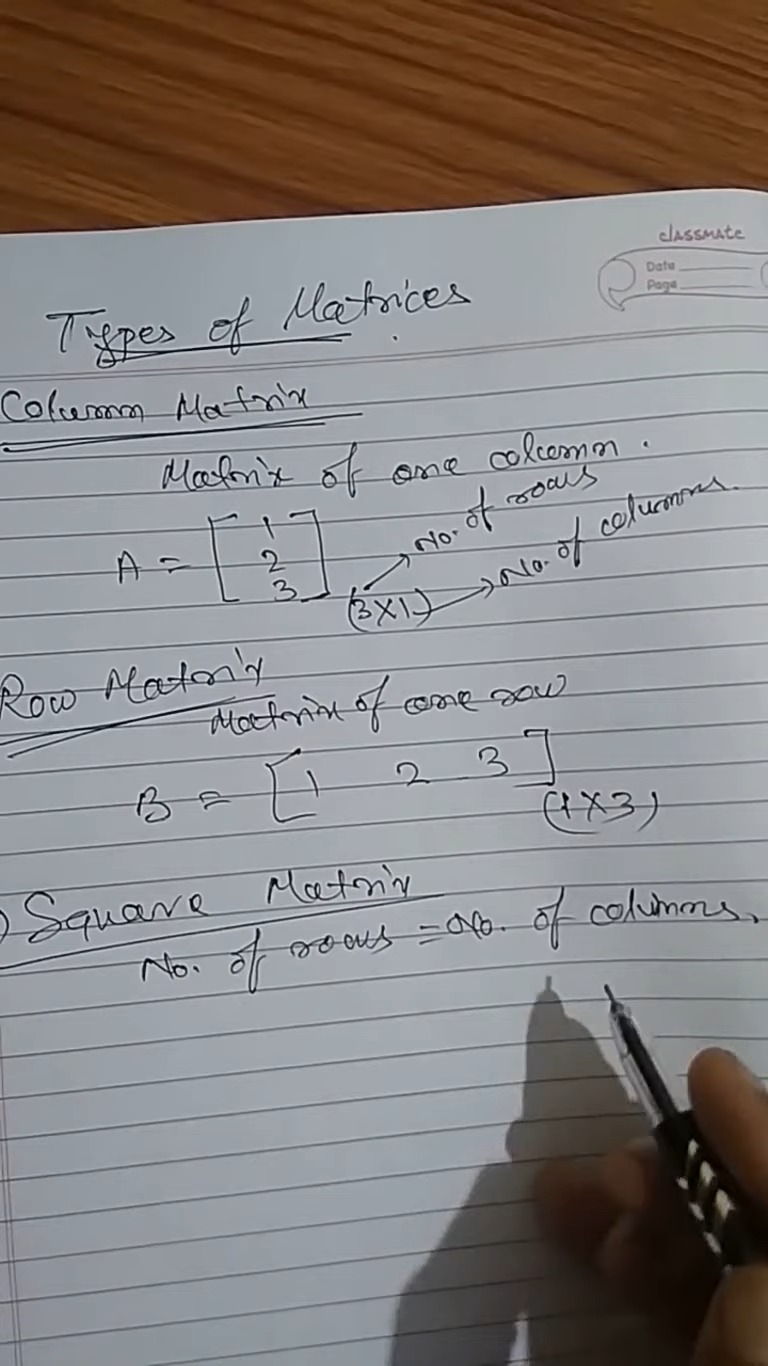 classmate
Date
Page
Types of Matrices
Column Matrix
Matrix of one column.
No. of rows
A = [1 2 3] (3×1) No. of columns.
Row Matrix
Matrix of one row
B = [1 2 3] (1×3)
) Square Matrix
No. of rows = No. of columns.